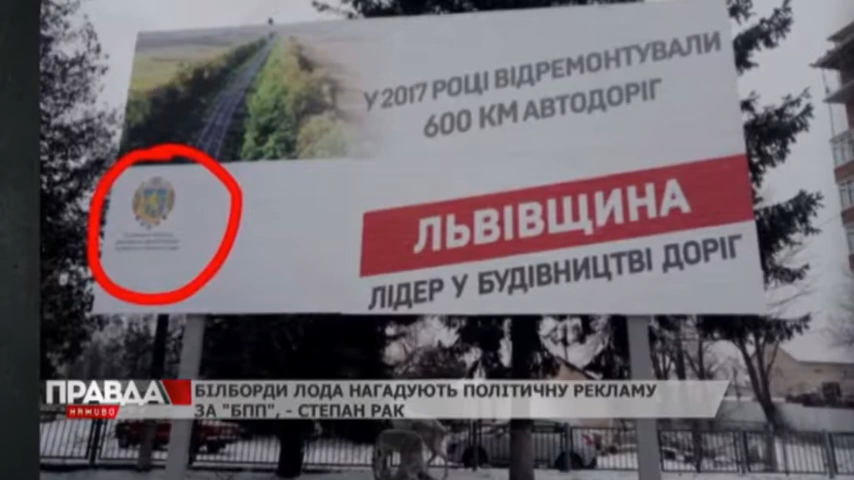 У 2017 РОЦІ ВІДРЕМОНТУВАЛИ
600 КМ АВТОДОРІГ
ЛЬВІВЩИНА
ЛІДЕР У БУДІВНИЦТВІ ДОРІГ
ПРАВДА
НАЖИВО
БІЛБОРДИ ЛОДА НАГАДУЮТЬ ПОЛІТИЧНУ РЕКЛАМУ
ЗА "БПП", - СТЕПАН РАК